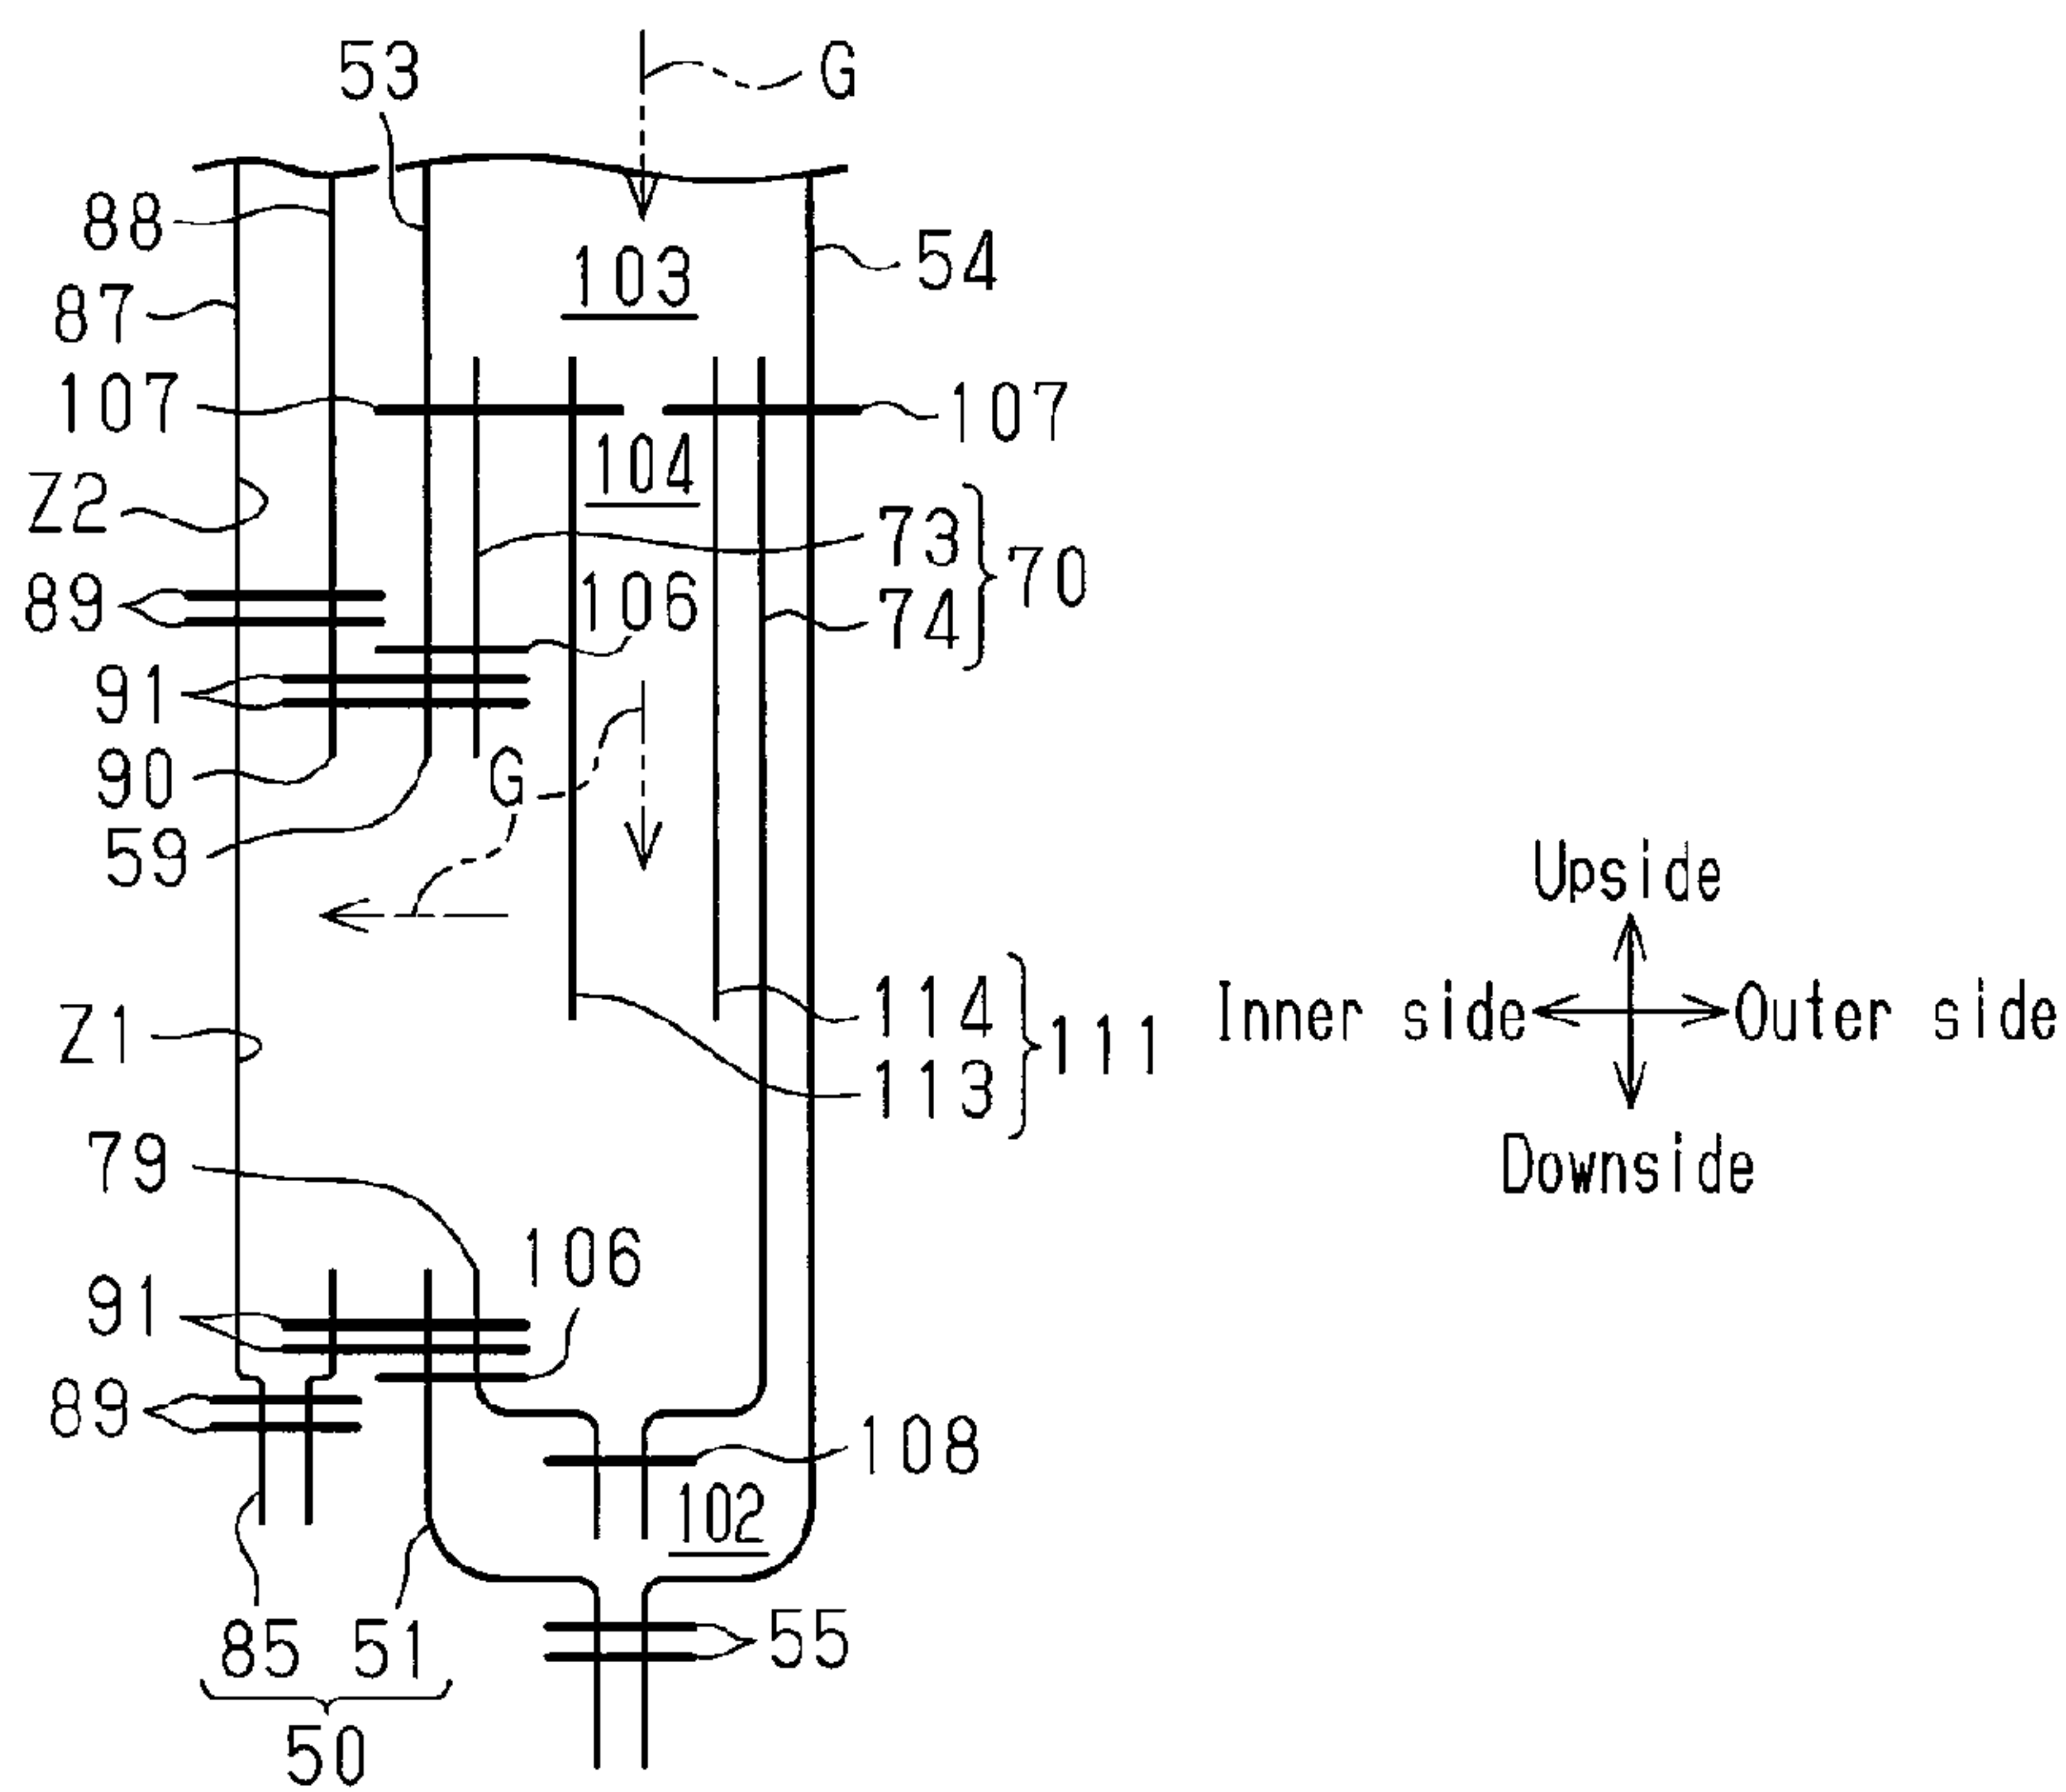 53 G
88
103 54
87
107 107
104
Z2 73
70
89 106 74
91
90 G
59
Upside
114
Z1 111 Inner side Outer side
113
79 Downside
106
91
89
108
102
85 51 55
50